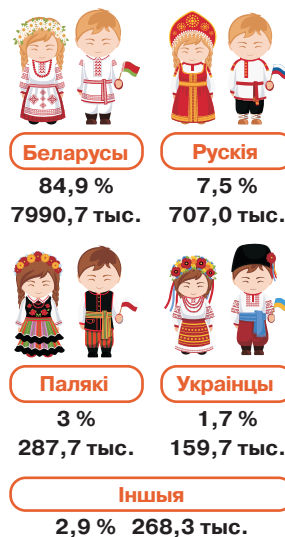 Беларусы
84,9 %
7990,7 тыс.
Рускія
7,5 %
707,0 тыс.
Палякі
3 %
287,7 тыс.
Украінцы
1,7 %
159,7 тыс.
Іншыя
2,9 % 268,3 тыс.